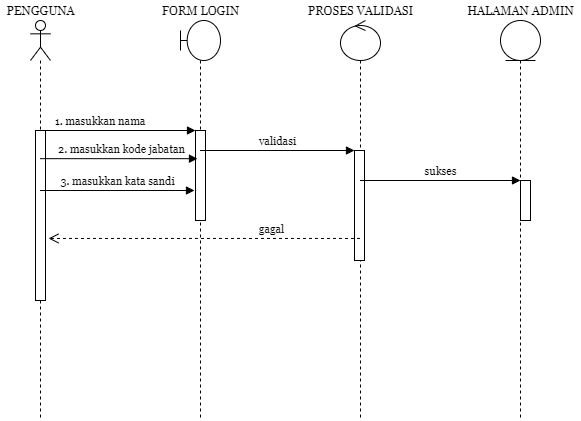 PENGGUNA
FORM LOGIN
PROSES VALIDASI
HALAMAN ADMIN
1. masukkan nama
2. masukkan kode jabatan
validasi
3. masukkan kata sandi
sukses
gagal